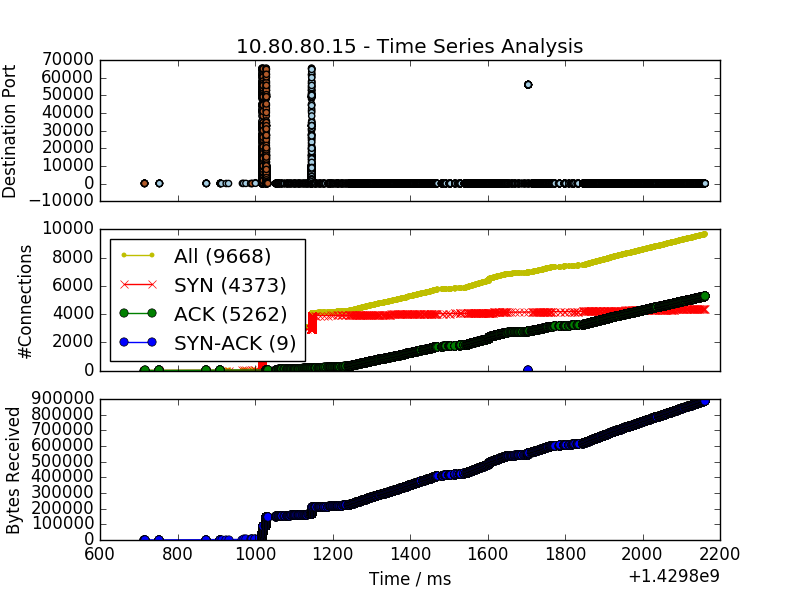 10.80.80.15 - Time Series Analysis
Destination Port
70000
60000
50000
40000
30000
20000
10000
0
−10000
#Connections
10000
8000
6000
4000
2000
0
All (9668)
SYN (4373)
ACK (5262)
SYN-ACK (9)
Bytes Received
900000
800000
700000
600000
500000
400000
300000
200000
100000
0
600 800 1000 1200 1400 1600 1800 2000 2200
Time / ms
+1.4298e9